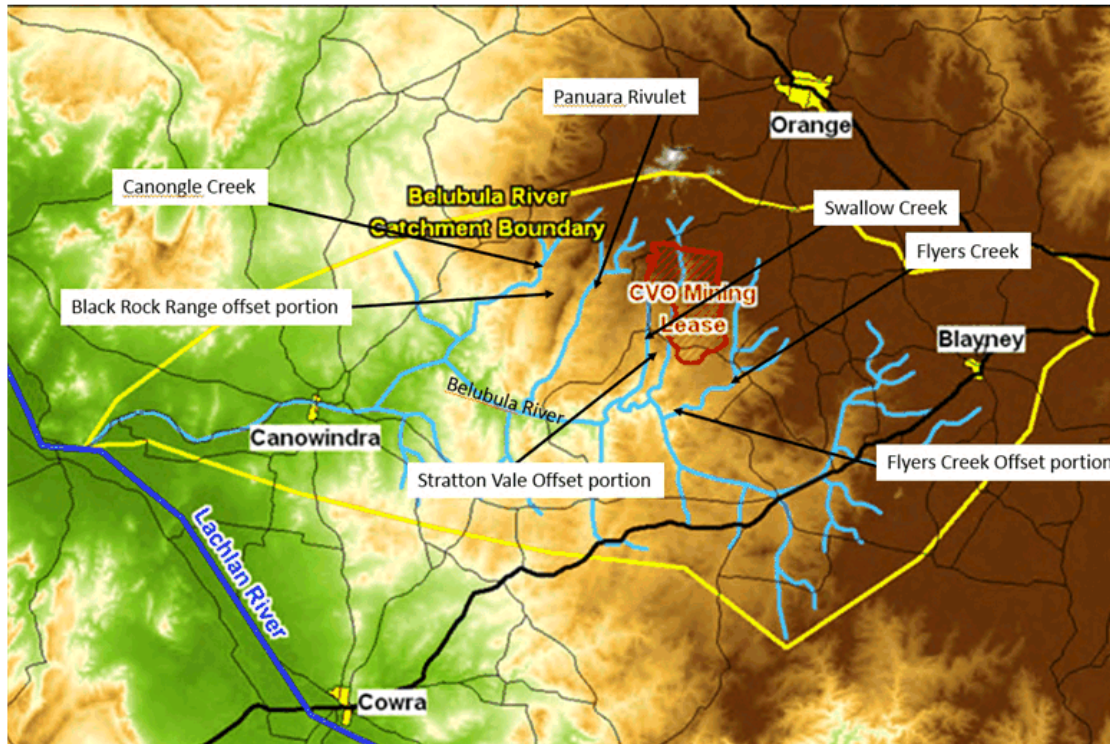 Panuara Rivulet
Orange
Canongle Creek
Belubula River
Catchment Boundary
Swallow Creek
Flyers Creek
Black Rock Range offset portion
CVO Mining
Lease
Blayney
Belubula River
Canowindra
Stratton Vale Offset portion
Flyers Creek Offset portion
Lachlan River
Cowra